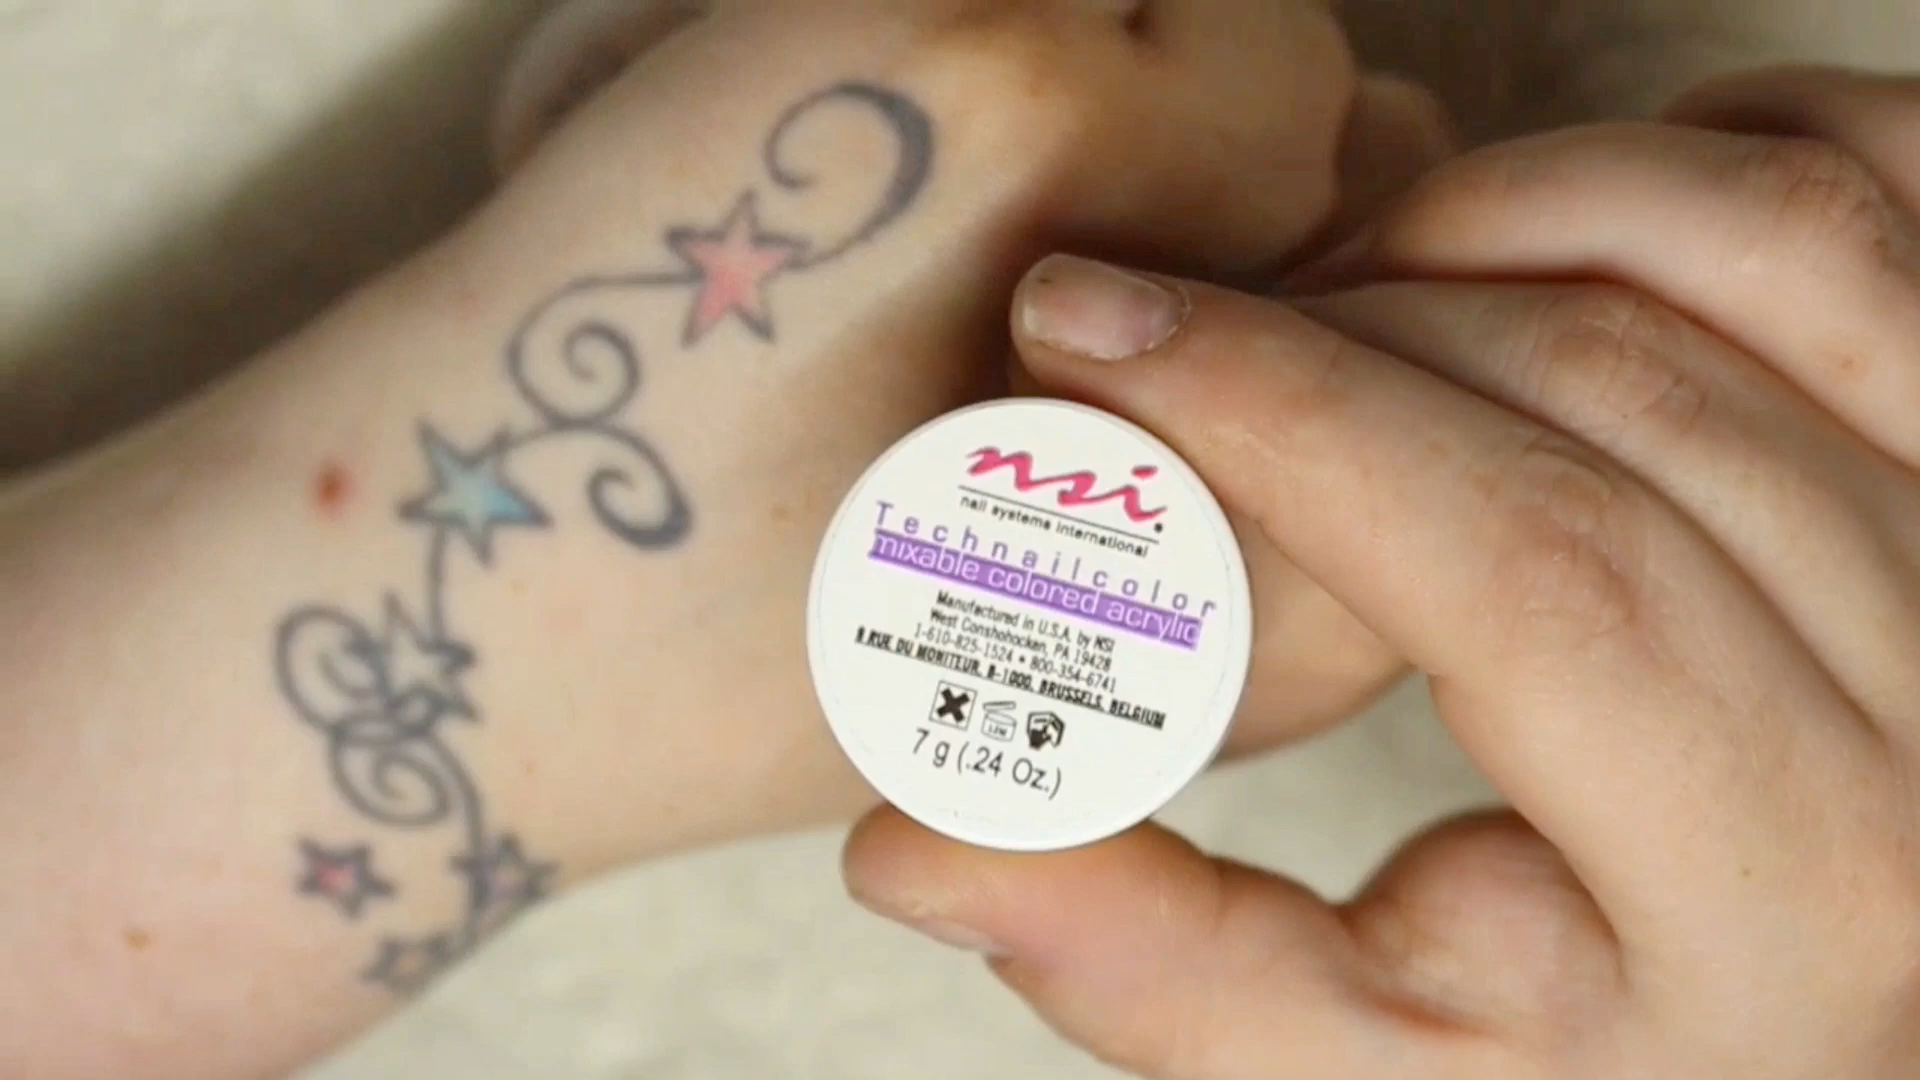 nsi.
nail systems international
Technailcolor
mixable colored acrylic
Manufactured in U.S.A. by NSI
West Conshohocken, PA 19428
1-610-825-1524 • 800-354-6741
8 RUE DU MONITEUR, B-1000, BRUSSELS, BELGIUM
7 g (.24 Oz.)